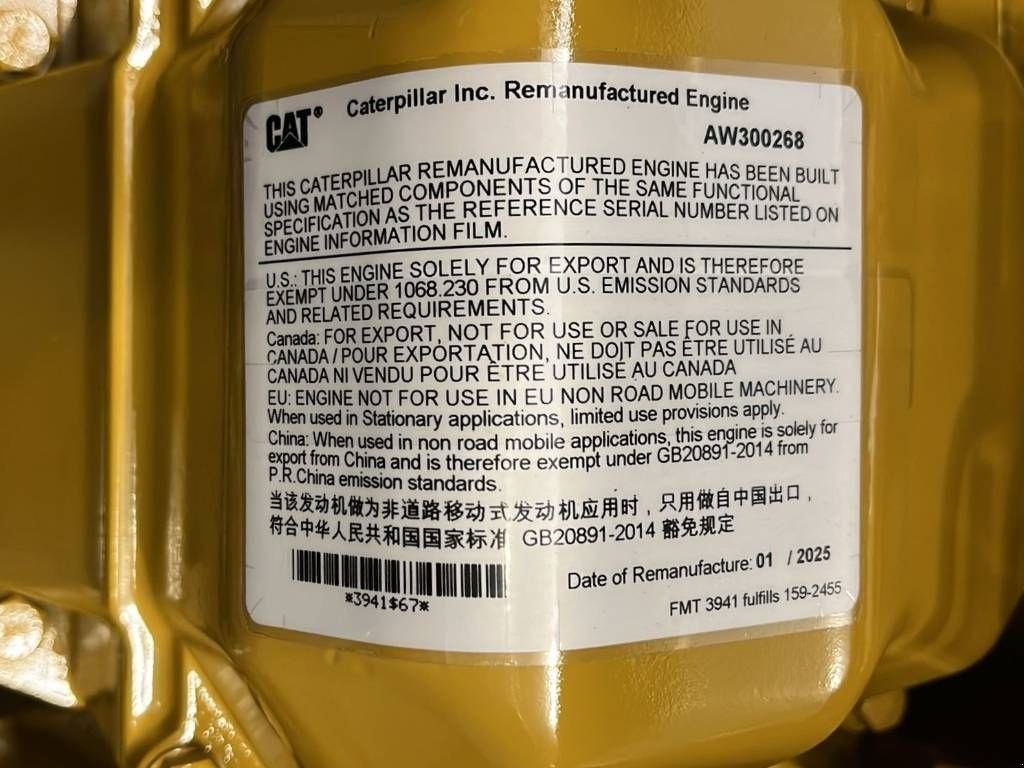 CAT® Caterpillar Inc. Remanufactured Engine
AW300268
THIS CATERPILLAR REMANUFACTURED ENGINE HAS BEEN BUILT
USING MATCHED COMPONENTS OF THE SAME FUNCTIONAL
SPECIFICATION AS THE REFERENCE SERIAL NUMBER LISTED ON
ENGINE INFORMATION FILM.
U.S.: THIS ENGINE SOLELY FOR EXPORT AND IS THEREFORE
EXEMPT UNDER 1068.230 FROM U.S. EMISSION STANDARDS
AND RELATED REQUIREMENTS.
Canada: FOR EXPORT, NOT FOR USE OR SALE FOR USE IN
CANADA / POUR EXPORTATION, NE DOIT PAS ÊTRE UTILISÉ AU
CANADA NI VENDU POUR ÊTRE UTILISÉ AU CANADA
EU: ENGINE NOT FOR USE IN EU NON ROAD MOBILE MACHINERY.
When used in Stationary applications, limited use provisions apply.
China: When used in non road mobile applications, this engine is solely for
export from China and is therefore exempt under GB20891-2014 from
P.R.China emission standards.
当该发动机做为非道路移动式发动机应用时，只用做自中国出口，
符合中华人民共和国国家标准 GB20891-2014 豁免规定
*3941$67*
Date of Remanufacture: 01 / 2025
FMT 3941 fulfills 159-2455